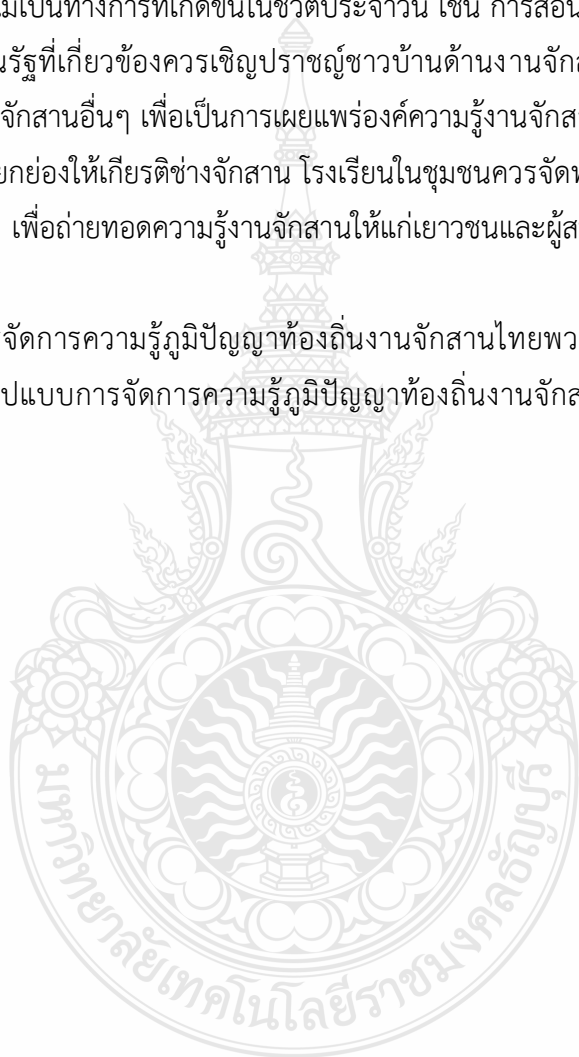 ไม่เป็นทางการที่เกิดขึ้นในชีวิตประจำวัน เช่น การสอน
นรัฐที่เกี่ยวข้องควรเชิญปราชญ์ชาวบ้านด้านงานจักส
จักสานอื่นๆ เพื่อเป็นการเผยแพร่องค์ความรู้งานจักส
ยกย่องให้เกียรติช่างจักสาน โรงเรียนในชุมชนควรจัดห
เพื่อถ่ายทอดความรู้งานจักสานให้แก่เยาวชนและผู้ส
จัดการความรู้ภูมิปัญญาท้องถิ่นงานจักสานไทยพว
ปแบบการจัดการความรู้ภูมิปัญญาท้องถิ่นงานจักส
มหาวิทยาลัยเทคโนโลยีราชมงคลธัญบุรี